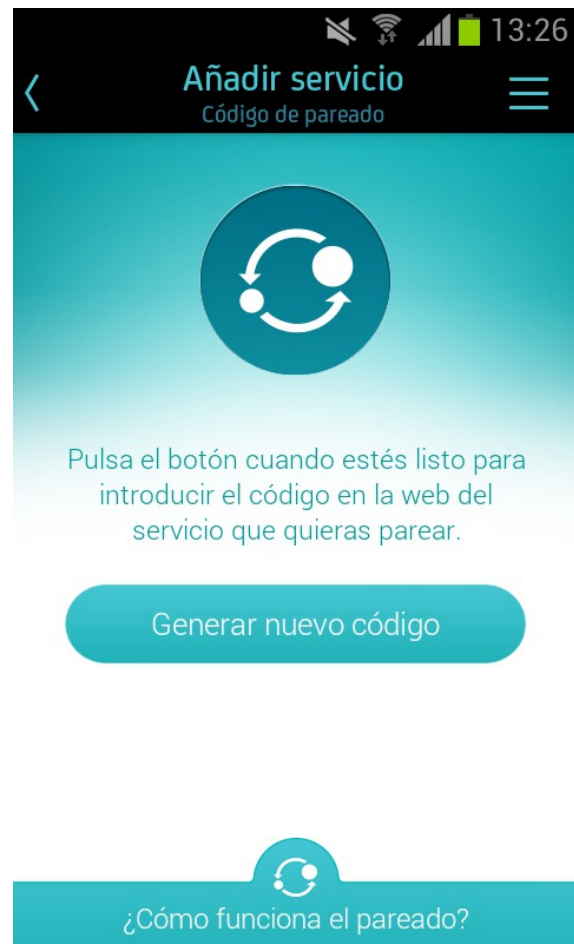 13:26
Añadir servicio
Código de pareado
Pulsa el botón cuando estés listo para
introducir el código en la web del
servicio que quieras parear.
Generar nuevo código
¿Cómo funciona el pareado?